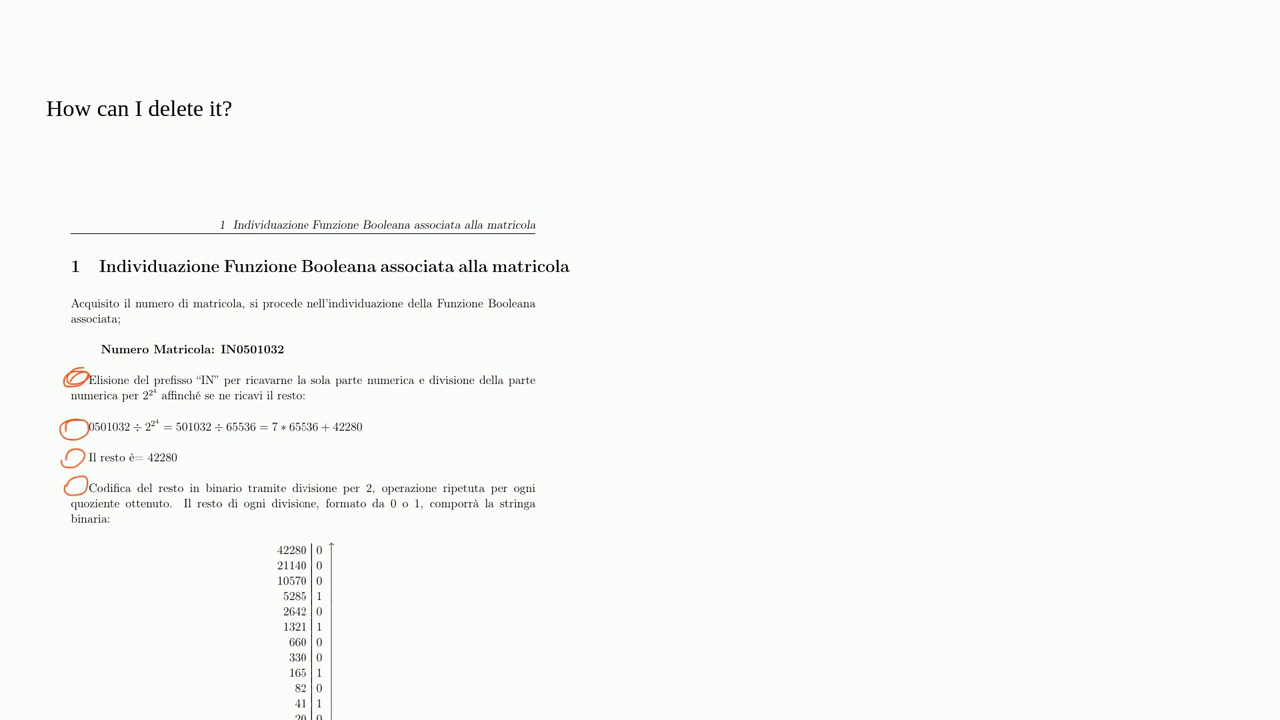 How can I delete it?
1 Individuazione Funzione Booleana associata alla matricola
1 Individuazione Funzione Booleana associata alla matricola
Acquisito il numero di matricola, si procede nell'individuazione della Funzione Booleana
associata;
Numero Matricola: IN0501032
Elisione del prefisso “IN” per ricavarne la sola parte numerica e divisione della parte
numerica per 2^{2^4} affinché se ne ricavi il resto:
0501032 ÷ 2^{2^4} = 501032 ÷ 65536 = 7 ∗ 65536 + 42280
Il resto è= 42280
Codifica del resto in binario tramite divisione per 2, operazione ripetuta per ogni
quoziente ottenuto. Il resto di ogni divisione, formato da 0 o 1, comporrà la stringa
binaria:
42280 | 0 ↑
21140 | 0
10570 | 0
5285 | 1
2642 | 0
1321 | 1
660 | 0
330 | 0
165 | 1
82 | 0
41 | 1
20 | 0